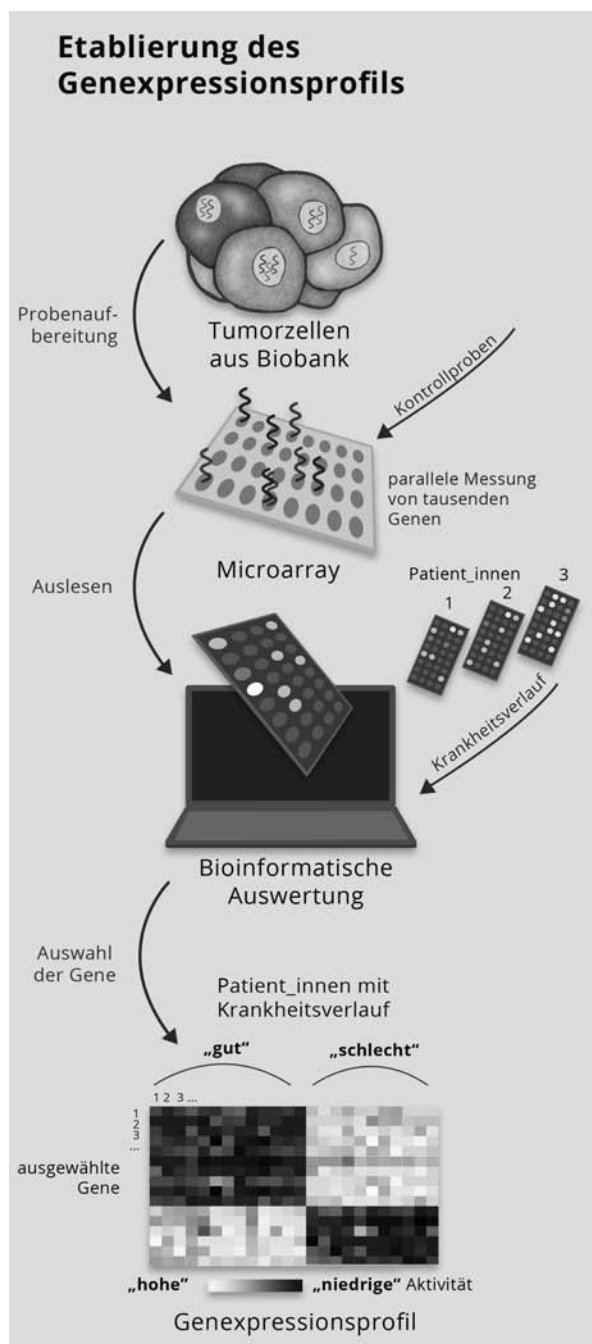 Etablierung des
Genexpressionsprofils
Probenauf-
bereitung
Tumorzellen
aus Biobank
Kontrollproben
parallele Messung
von tausenden
Genen
Microarray
Auslesen
Patient_innen
1
2
3
Krankheitsverlauf
Bioinformatische
Auswertung
Auswahl
der Gene
Patient_innen mit
Krankheitsverlauf
„gut“
„schlecht“
1 2 3 ...
1
2
3
...
ausgewählte
Gene
„hohe“ „niedrige“ Aktivität
Genexpressionsprofil